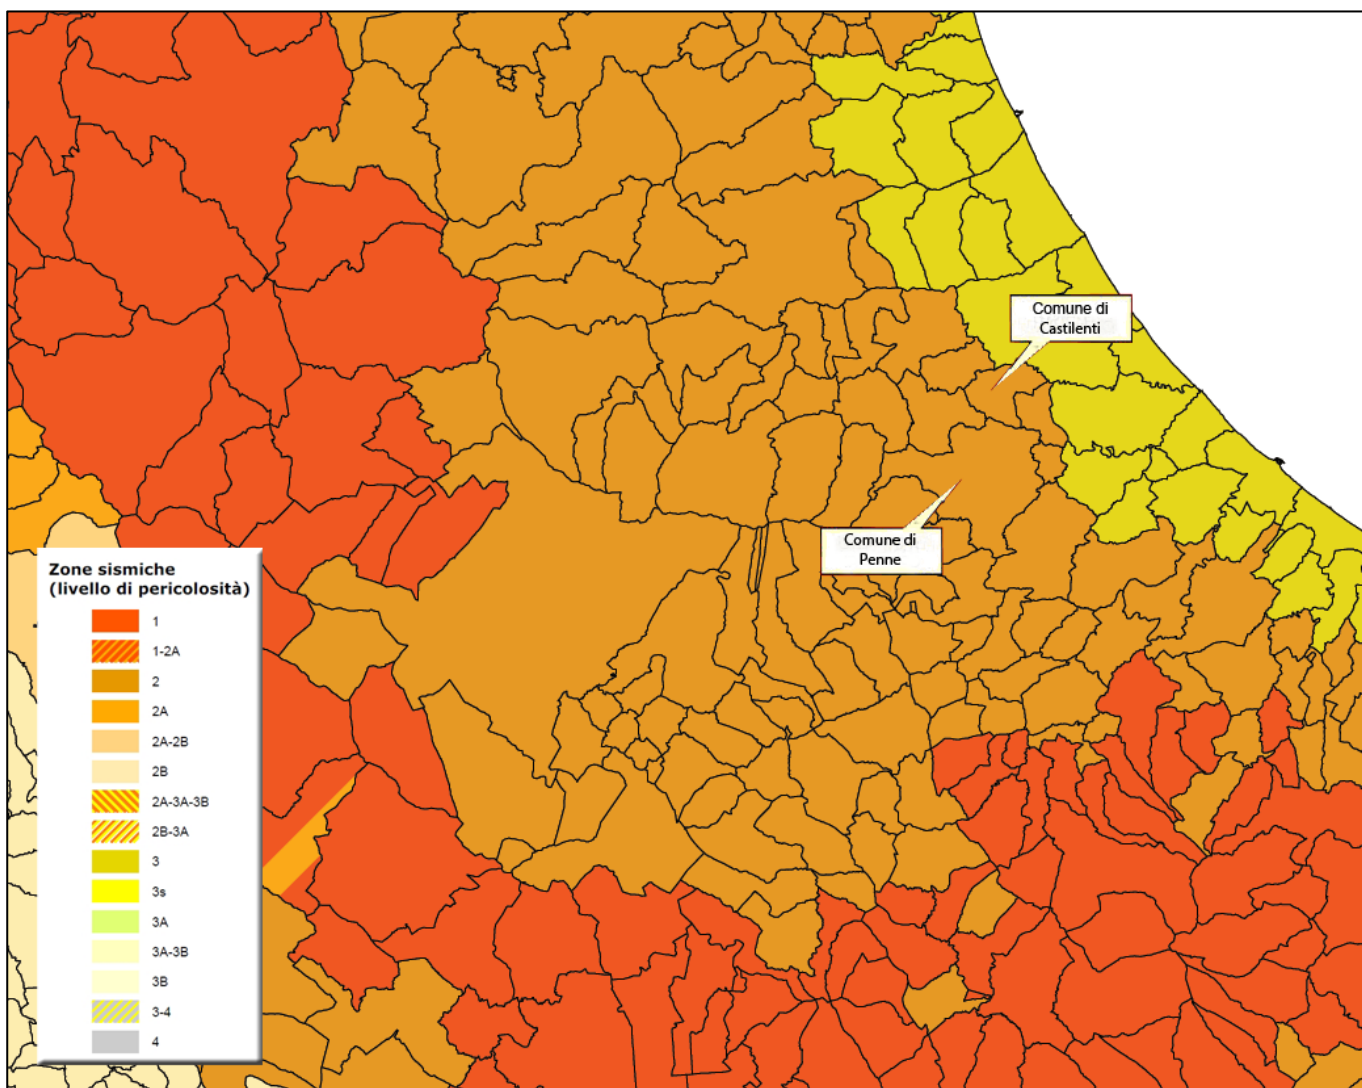 Comune di
Castilenti
Comune di
Penne
Zone sismiche
(livello di pericolosità)
1
1-2A
2
2A
2A-2B
2B
2A-3A-3B
2B-3A
3
3s
3A
3A-3B
3B
3-4
4